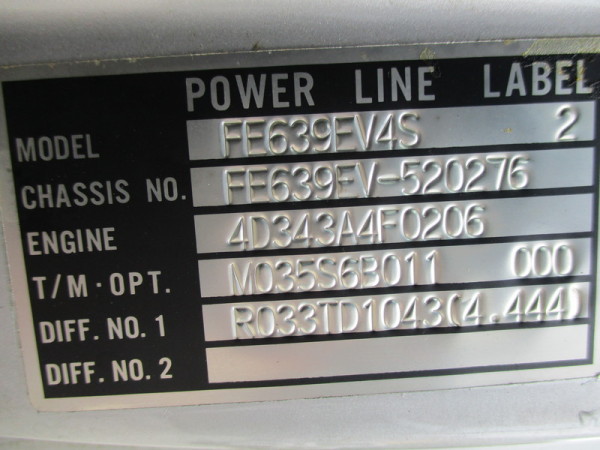 POWER LINE LABEL
MODEL FE639EV4S 2
CHASSIS NO. FE639EV-520276
ENGINE 4D343A4F0206
T/M·OPT. M035S6B011 000
DIFF. NO. 1 R033TD1043(4.444)
DIFF. NO. 2